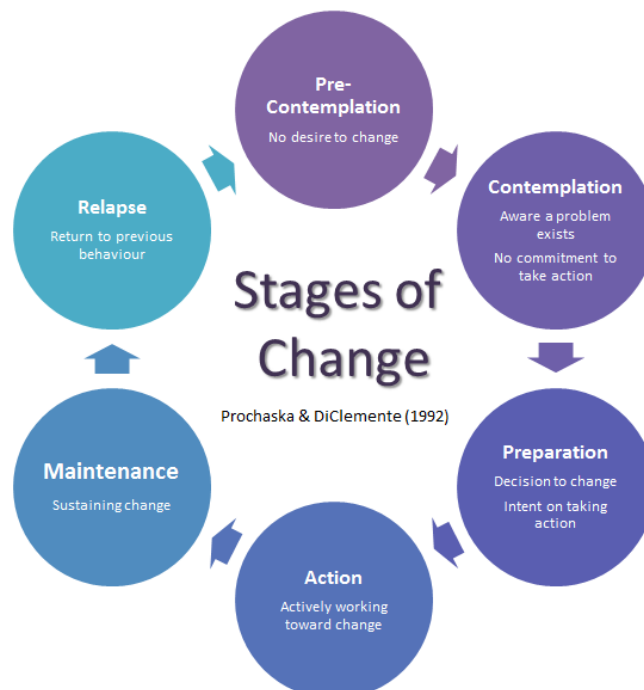 Pre-
Contemplation
No desire to change
Contemplation
Aware a problem
exists
No commitment to
take action
Preparation
Decision to change
Intent on taking
action
Action
Actively working
toward change
Maintenance
Sustaining change
Relapse
Return to previous
behaviour
Stages of
Change
Prochaska & DiClemente (1992)